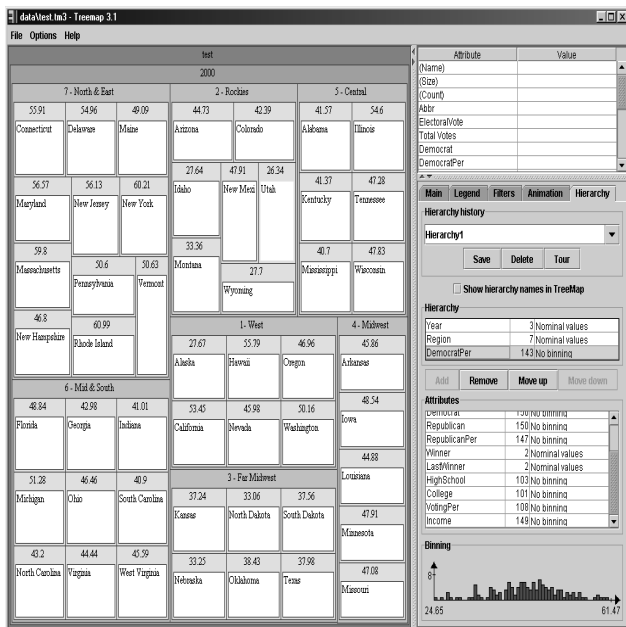 data\test.tm3 - Treemap 3.1
File Options Help
test
2000
7 - North & East
55.91 54.96 49.09
Connecticut Delaware Maine
56.57 56.13 60.21
Maryland New Jersey New York
59.8
Massachusetts
50.6 50.63
Pennsylvania Vermont
46.8
New Hampshire
60.99
Rhode Island
2 - Rockies
44.73 42.39
Arizona Colorado
27.64 47.91 26.34
Idaho New Mexi Utah
33.36
Montana
27.7
Wyoming
5 - Central
41.57 54.6
Alabama Illinois
41.37 47.28
Kentucky Tennessee
40.7 47.83
Mississippi Wisconsin
6 - Mid & South
48.84 42.98 41.01
Florida Georgia Indiana
51.28 46.46 40.9
Michigan Ohio South Carolina
43.2 44.44 45.59
North Carolina Virginia West Virginia
1- West
27.67 55.79 46.96
Alaska Hawaii Oregon
53.45 45.98 50.16
California Nevada Washington
3 - Far Midwest
37.24 33.06 37.56
Kansas North Dakota South Dakota
33.25 38.43 37.98
Nebraska Oklahoma Texas
4 - Midwest
45.86
Arkansas
48.54
Iowa
44.88
Louisiana
47.91
Minnesota
47.08
Missouri
Attribute Value
(Name)
(Size)
(Count)
Abbr
ElectoralVote
Total Votes
Democrat
DemocratPer
Main Legend Filters Animation Hierarchy
Hierarchy history
Hierarchy1
Save Delete Tour
Show hierarchy names in TreeMap
Hierarchy
Year 3 Nominal values
Region 7 Nominal values
DemocratPer 143 No binning
Add Remove Move up Move down
Attributes
Democrat 150 No binning
Republican 150 No binning
RepublicanPer 147 No binning
Winner 2 Nominal values
LastWinner 2 Nominal values
HighSchool 103 No binning
College 101 No binning
VotingPer 108 No binning
Income 149 No binning
Binning
8
24.65 61.47